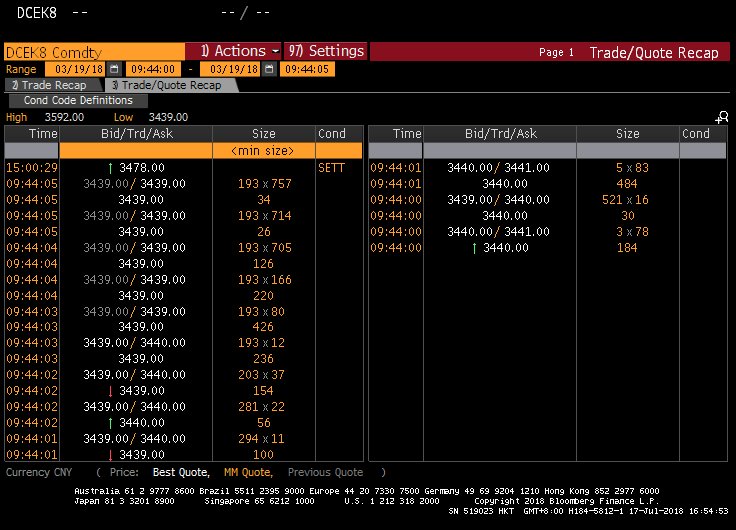 DCEK8 -- -- / --
DCEK8 Comdty 1) Actions 97) Settings Page 1 Trade/Quote Recap
Range 03/19/18 09:44:00 - 03/19/18 09:44:05
2) Trade Recap 3) Trade/Quote Recap
Cond Code Definitions
High 3592.00 Low 3439.00
Time Bid/Trd/Ask Size Cond Time Bid/Trd/Ask Size Cond
<min size>
15:00:29 ↑ 3478.00 SETT 09:44:01 3440.00/ 3441.00 5 x 83
09:44:05 3439.00/ 3439.00 193 x 757 09:44:01 3440.00 484
09:44:05 3439.00 34 09:44:00 3439.00/ 3440.00 521 x 16
09:44:05 3439.00/ 3439.00 193 x 714 09:44:00 3440.00 30
09:44:05 3439.00 26 09:44:00 3440.00/ 3441.00 3 x 78
09:44:04 3439.00/ 3439.00 193 x 705 09:44:00 ↑ 3440.00 184
09:44:04 3439.00 126
09:44:04 3439.00/ 3439.00 193 x 166
09:44:04 3439.00 220
09:44:03 3439.00/ 3439.00 193 x 80
09:44:03 3439.00 426
09:44:03 3439.00/ 3440.00 193 x 12
09:44:03 3439.00 236
09:44:02 3439.00/ 3440.00 203 x 37
09:44:02 ↓ 3439.00 154
09:44:02 3439.00/ 3440.00 281 x 22
09:44:02 ↑ 3440.00 56
09:44:01 3439.00/ 3440.00 294 x 11
09:44:01 ↓ 3439.00 100
Currency CNY ( Price: Best Quote, MM Quote, Previous Quote )
Australia 61 2 9777 8600 Brazil 5511 2395 9000 Europe 44 20 7330 7500 Germany 49 69 9204 1210 Hong Kong 852 2977 6000
Japan 81 3 3201 8900 Singapore 65 6212 1000 U.S. 1 212 318 2000 Copyright 2018 Bloomberg Finance L.P.
SN 519023 HKT GMT+8:00 H184-5812-1 17-Jul-2018 16:54:53